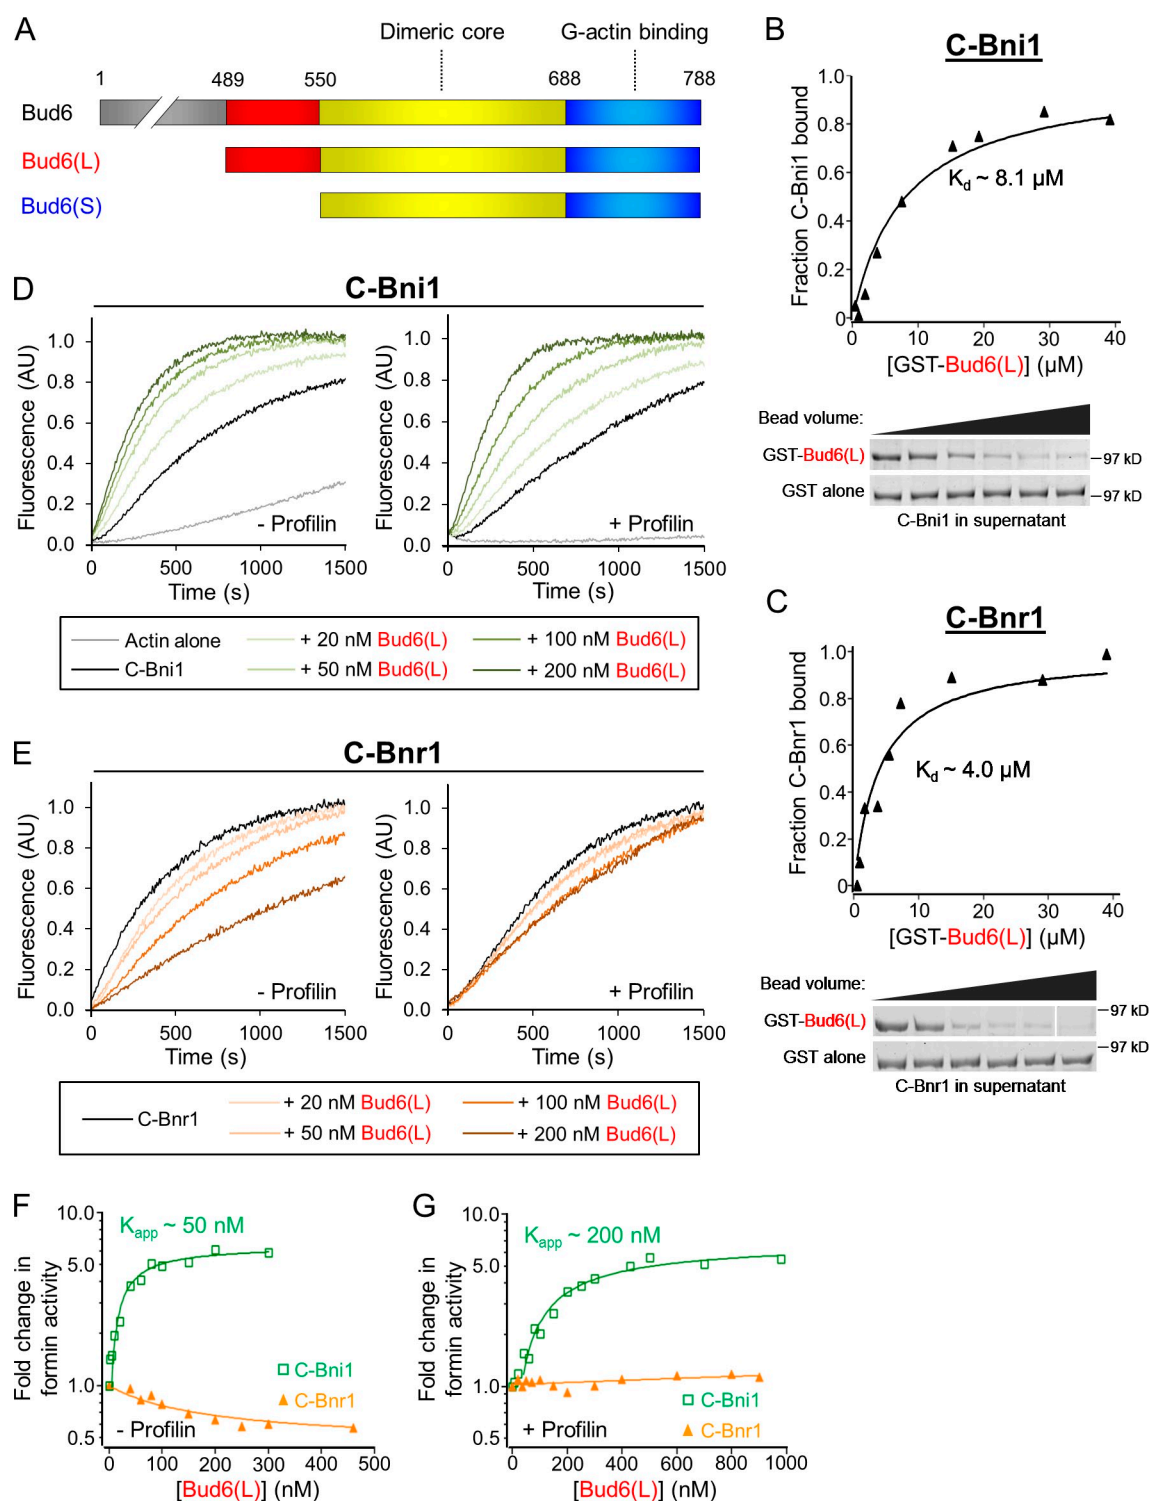 A
Dimeric core
G-actin binding
1
489
550
688
788
Bud6
Bud6(L)
Bud6(S)
B
C-Bni1
Fraction C-Bni1 bound
1.0
0.8
0.6
0.4
0.2
0
Kd ~ 8.1 µM
0
10
20
30
40
[GST-Bud6(L)] (µM)
Bead volume:
GST-Bud6(L)
97 kD
GST alone
97 kD
C-Bni1 in supernatant
C
C-Bnr1
Fraction C-Bnr1 bound
1.0
0.8
0.6
0.4
0.2
0
Kd ~ 4.0 µM
0
10
20
30
40
[GST-Bud6(L)] (µM)
Bead volume:
GST-Bud6(L)
97 kD
GST alone
97 kD
C-Bnr1 in supernatant
D
C-Bni1
Fluorescence (AU)
1.0
0.8
0.6
0.4
0.2
0.0
- Profilin
0
500
1000
1500
Time (s)
Fluorescence (AU)
1.0
0.8
0.6
0.4
0.2
0.0
+ Profilin
0
500
1000
1500
Time (s)
Actin alone
C-Bni1
+ 20 nM Bud6(L)
+ 50 nM Bud6(L)
+ 100 nM Bud6(L)
+ 200 nM Bud6(L)
E
C-Bnr1
Fluorescence (AU)
1.0
0.8
0.6
0.4
0.2
0.0
- Profilin
0
500
1000
1500
Time (s)
Fluorescence (AU)
1.0
0.8
0.6
0.4
0.2
0.0
+ Profilin
0
500
1000
1500
Time (s)
C-Bnr1
+ 20 nM Bud6(L)
+ 50 nM Bud6(L)
+ 100 nM Bud6(L)
+ 200 nM Bud6(L)
F
Fold change in
formin activity
10.0
5.0
1.0
0.5
Kapp ~ 50 nM
C-Bni1
C-Bnr1
- Profilin
0
100
200
300
400
500
[Bud6(L)] (nM)
G
Fold change in
formin activity
10.0
5.0
1.0
0.5
Kapp ~ 200 nM
C-Bni1
C-Bnr1
+ Profilin
0
200
400
600
800
1000
[Bud6(L)] (nM)